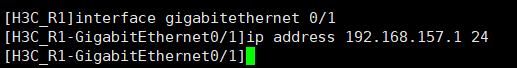 [H3C_R1]interface gigabitethernet 0/1
[H3C_R1-GigabitEthernet0/1]ip address 192.168.157.1 24
[H3C_R1-GigabitEthernet0/1]